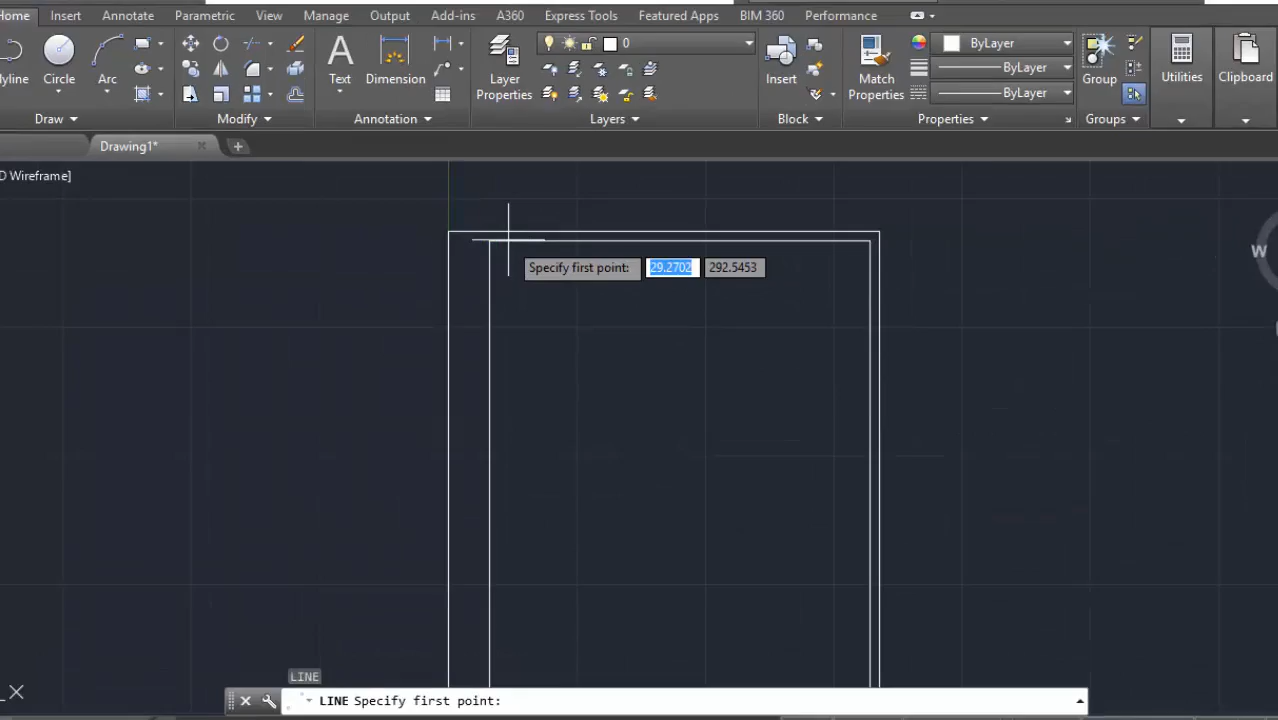 Home Insert Annotate Parametric View Manage Output Add-ins A360 Express Tools Featured Apps BIM 360 Performance
0
ByLayer
yline Circle Arc
Text Dimension
Layer
Properties
Insert
Match
Properties
ByLayer
Group Utilities Clipboard
ByLayer
Draw Modify Annotation Layers Block Properties Groups
Drawing1*
D Wireframe]
W
Specify first point: 29.2702 292.5453
LINE
LINE Specify first point: